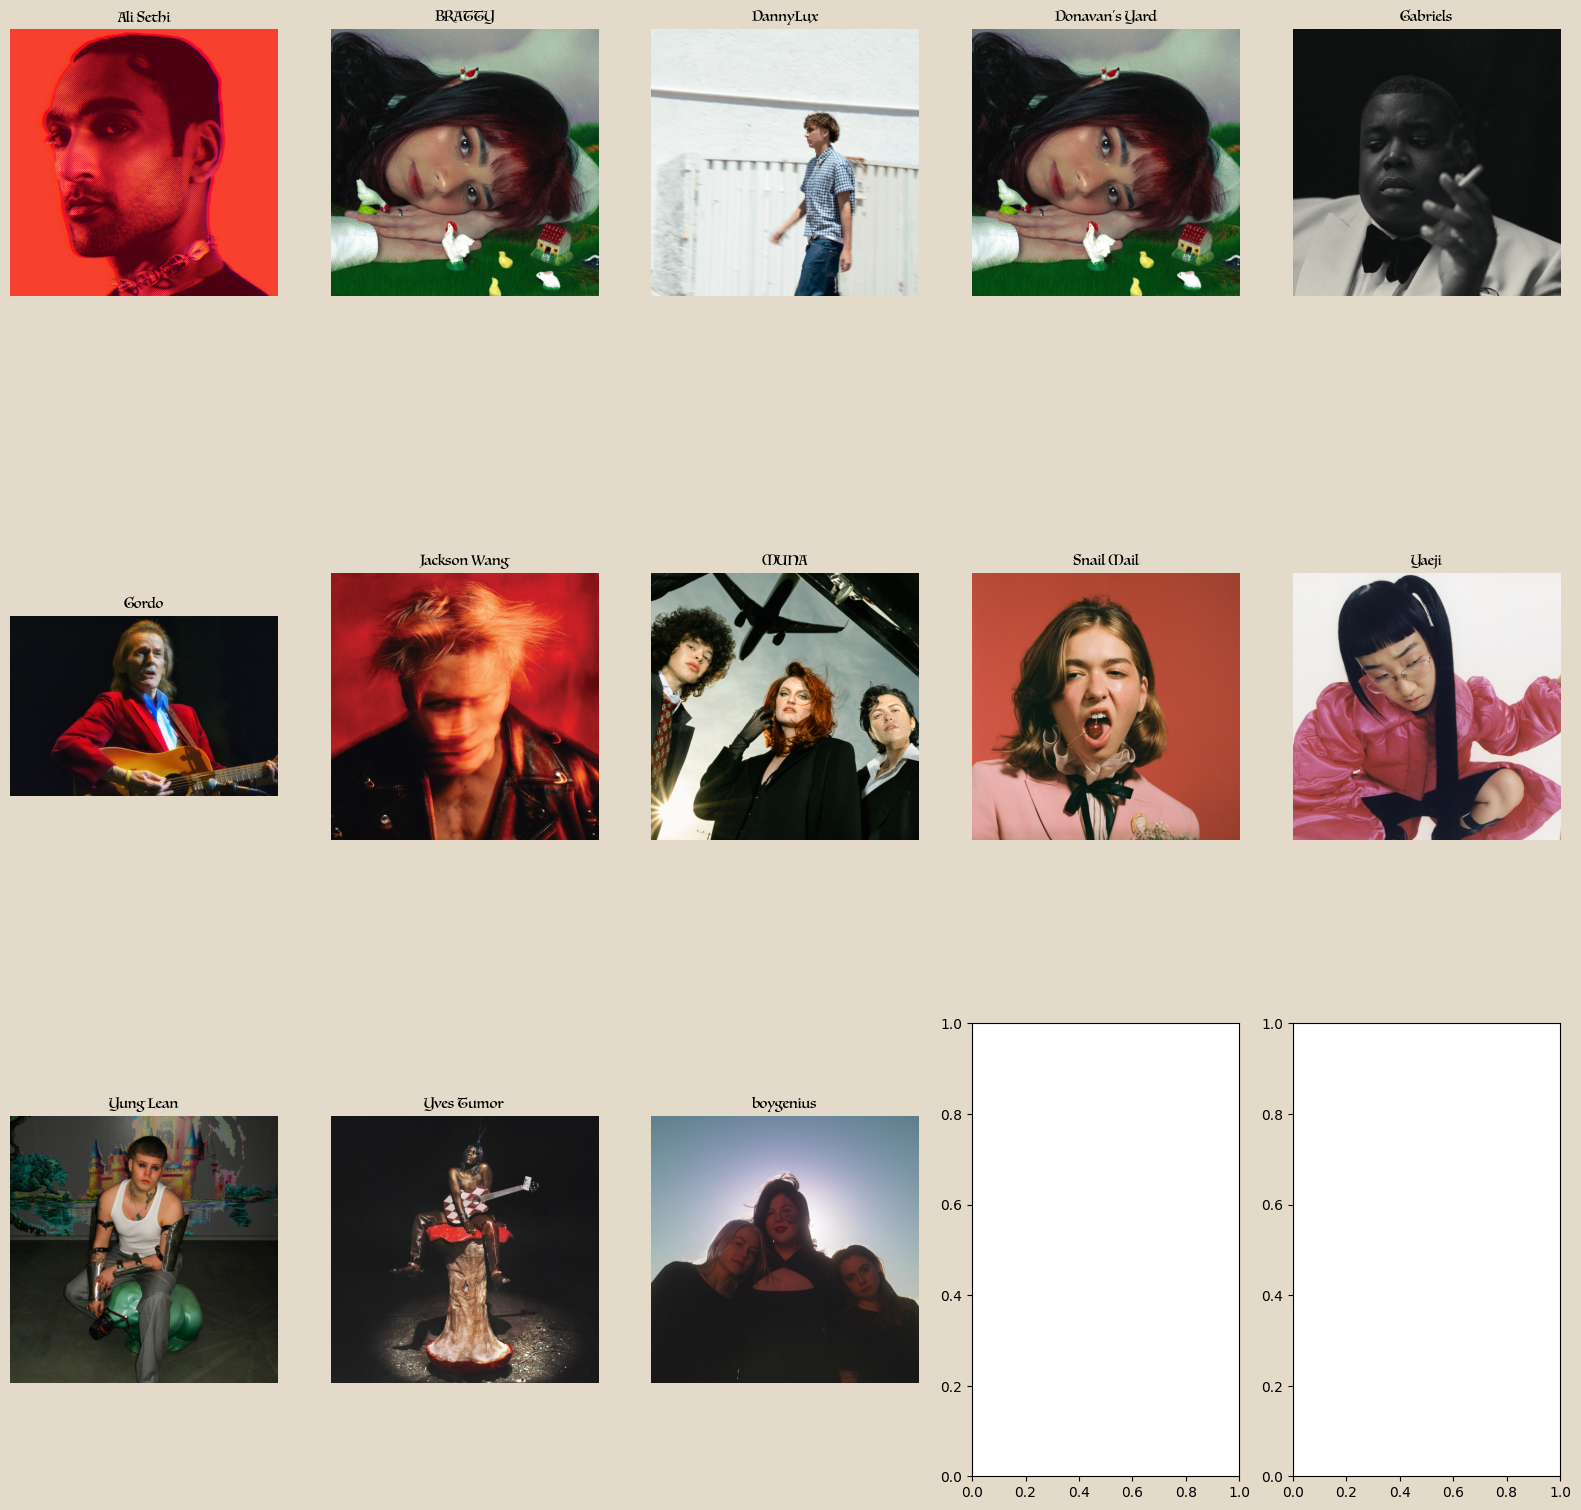 Ali Sethi
BRATTY
DannyLux
Donavan's Yard
Gabriels
Gordo
Jackson Wang
MUNA
Snail Mail
Yaeji
Yung Lean
Yves Tumor
boygenius
1.0
0.8
0.6
0.4
0.2
0.0
0.0 0.2 0.4 0.6 0.8 1.0
1.0
0.8
0.6
0.4
0.2
0.0
0.0 0.2 0.4 0.6 0.8 1.0